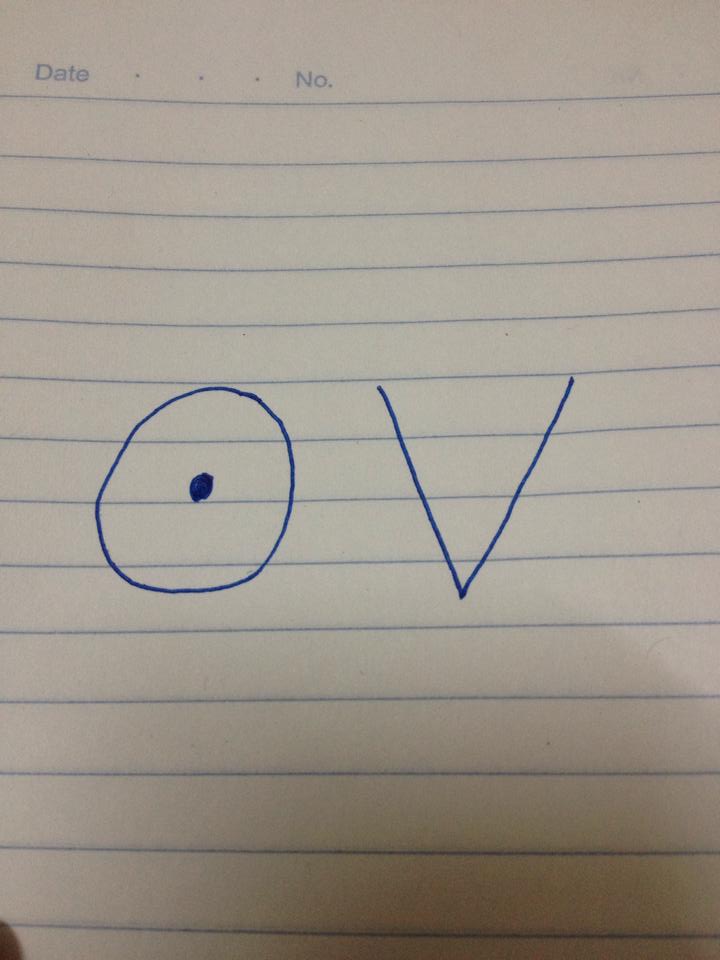 Date . . . No.
ʘ V